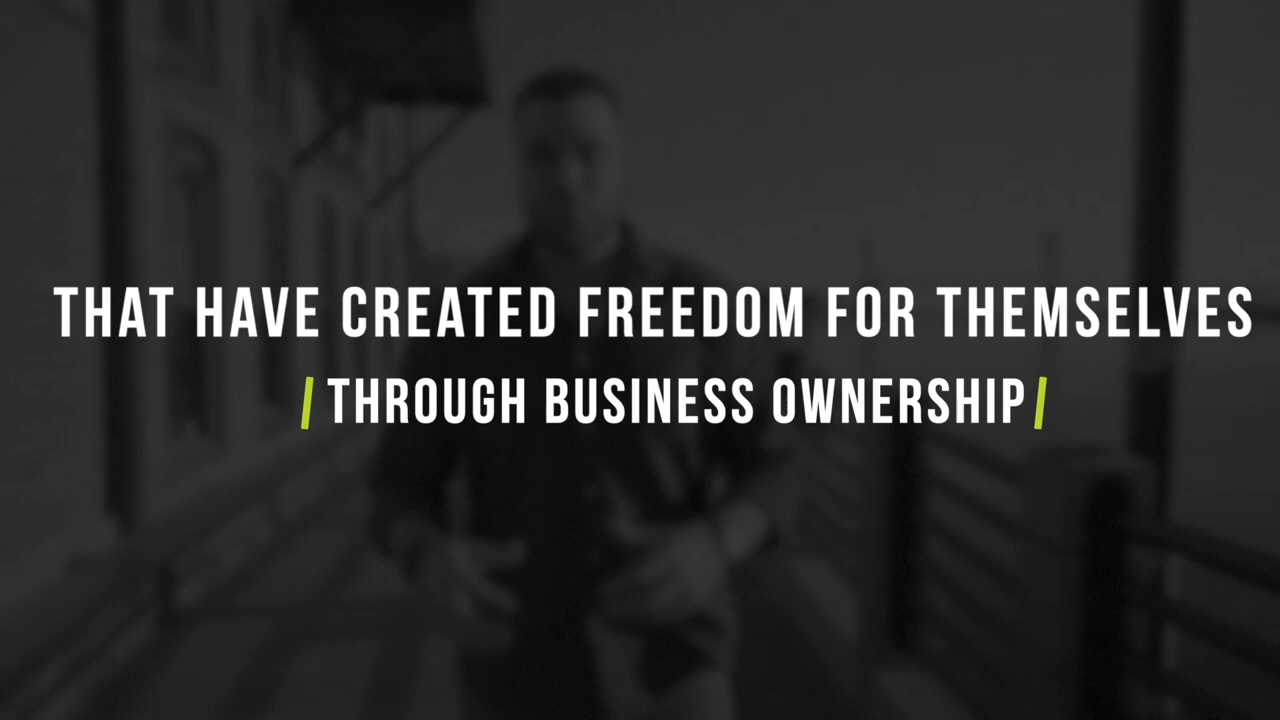 THAT HAVE CREATED FREEDOM FOR THEMSELVES
/ THROUGH BUSINESS OWNERSHIP /